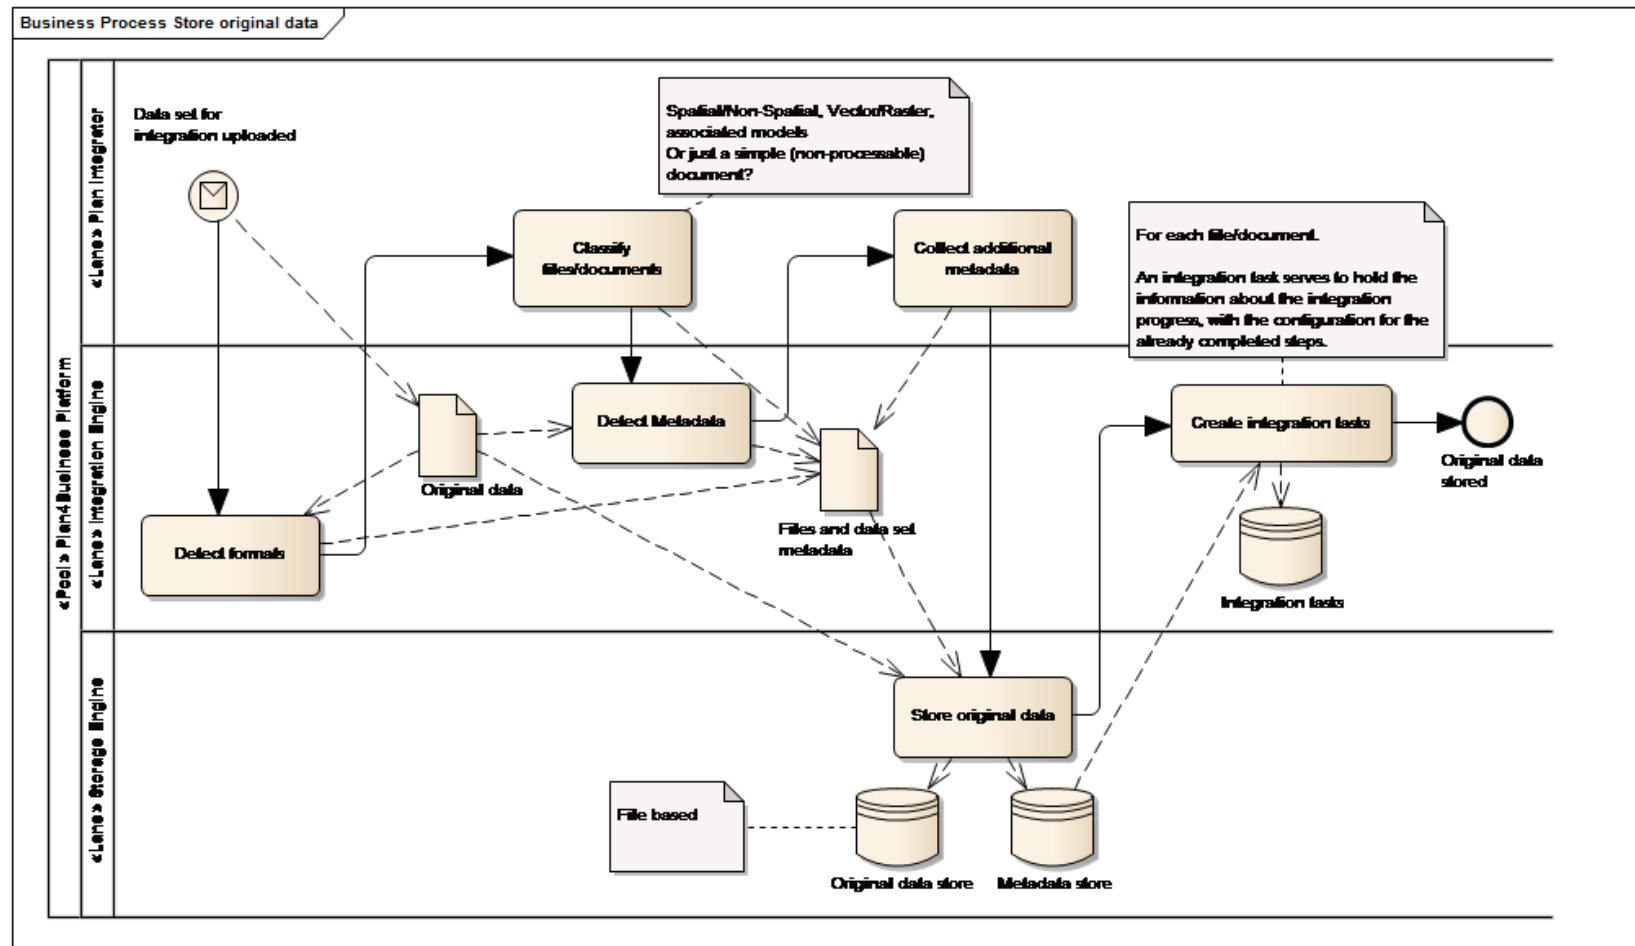 Business Process Store original data
«Pool» Plan4Business Platform
«Lane» Plan Integrator
Data set for
integration uploaded
Spatial/Non-Spatial, Vector/Raster,
associated models
Or just a simple (non-processable)
document?
Classify
files/documents
Collect additional
metadata
For each file/document.
An integration task serves to hold the
information about the integration
progress, with the configuration for the
already completed steps.
«Lane» Integration Engine
Original data
Detect Metadata
Detect formats
Files and data set
metadata
Create integration tasks
Original data
stored
Integration tasks
«Lane» Storage Engine
Store original data
File based
Original data store
Metadata store